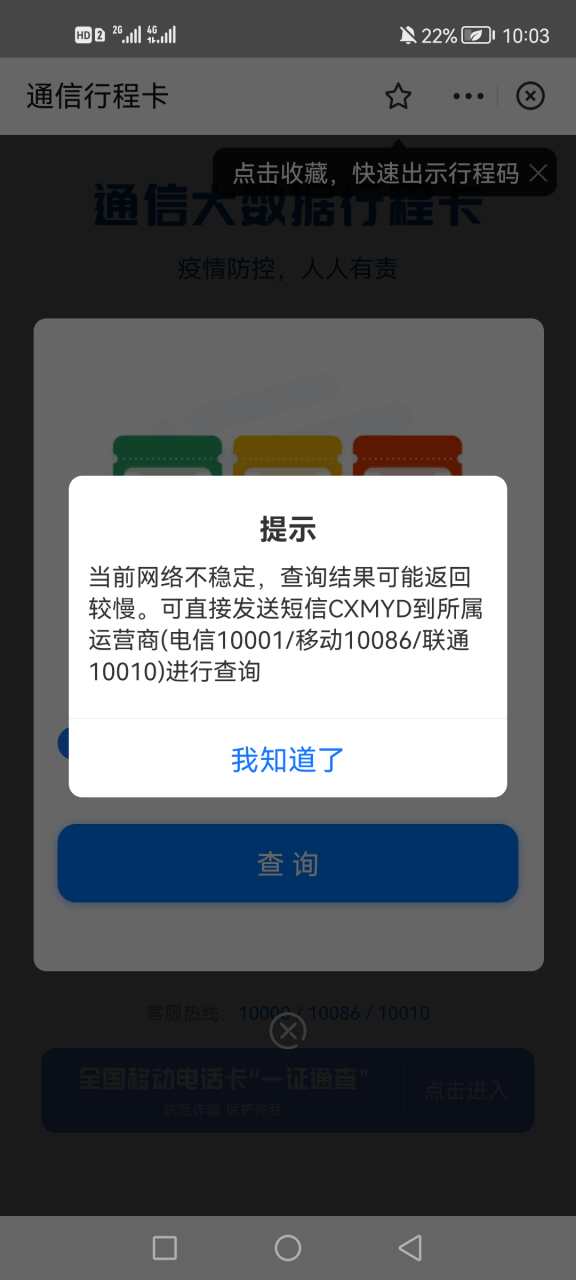 HD 2 2G 4G 22% 10:03
通信行程卡
点击收藏，快速出示行程码
通信大数据行程卡
疫情防控，人人有责
提示
当前网络不稳定，查询结果可能返回
较慢。可直接发送短信CXMYD到所属
运营商(电信10001/移动10086/联通
10010)进行查询
我知道了
查 询
客服热线：10000 / 10086 / 10010
全国移动电话卡“一证通查”
点击进入